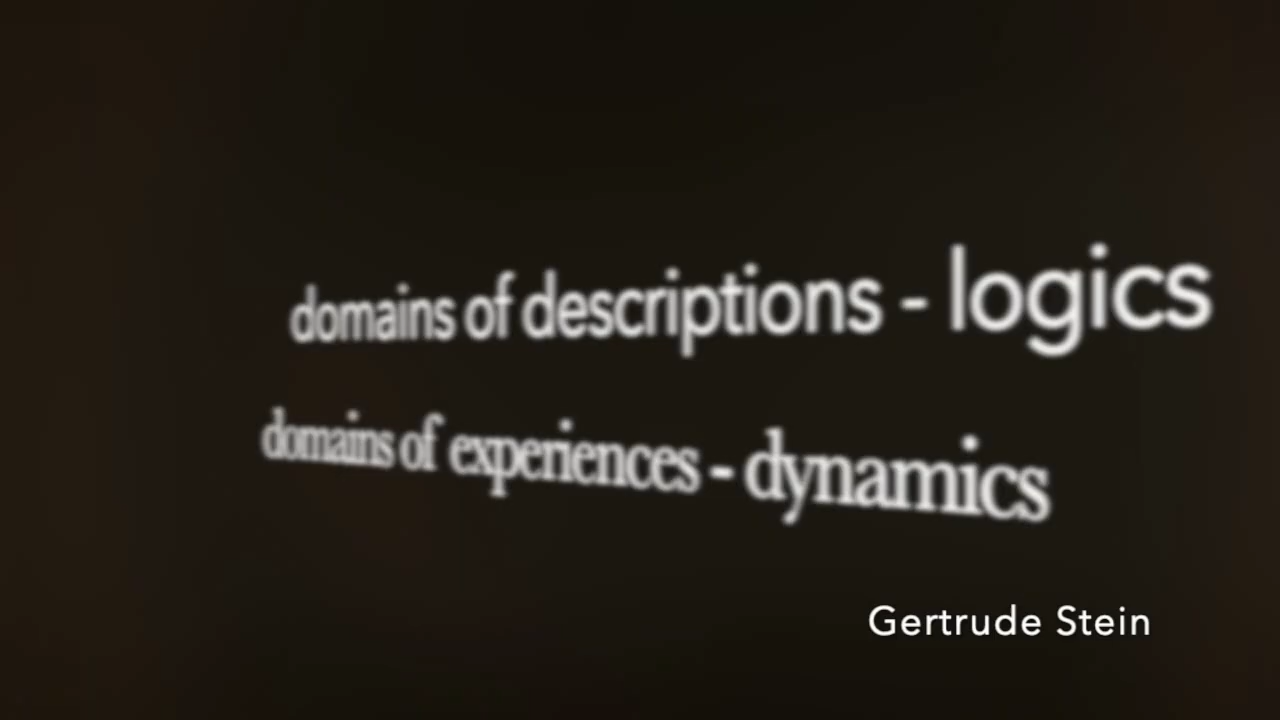 domains of descriptions - logics
domains of experiences - dynamics
Gertrude Stein